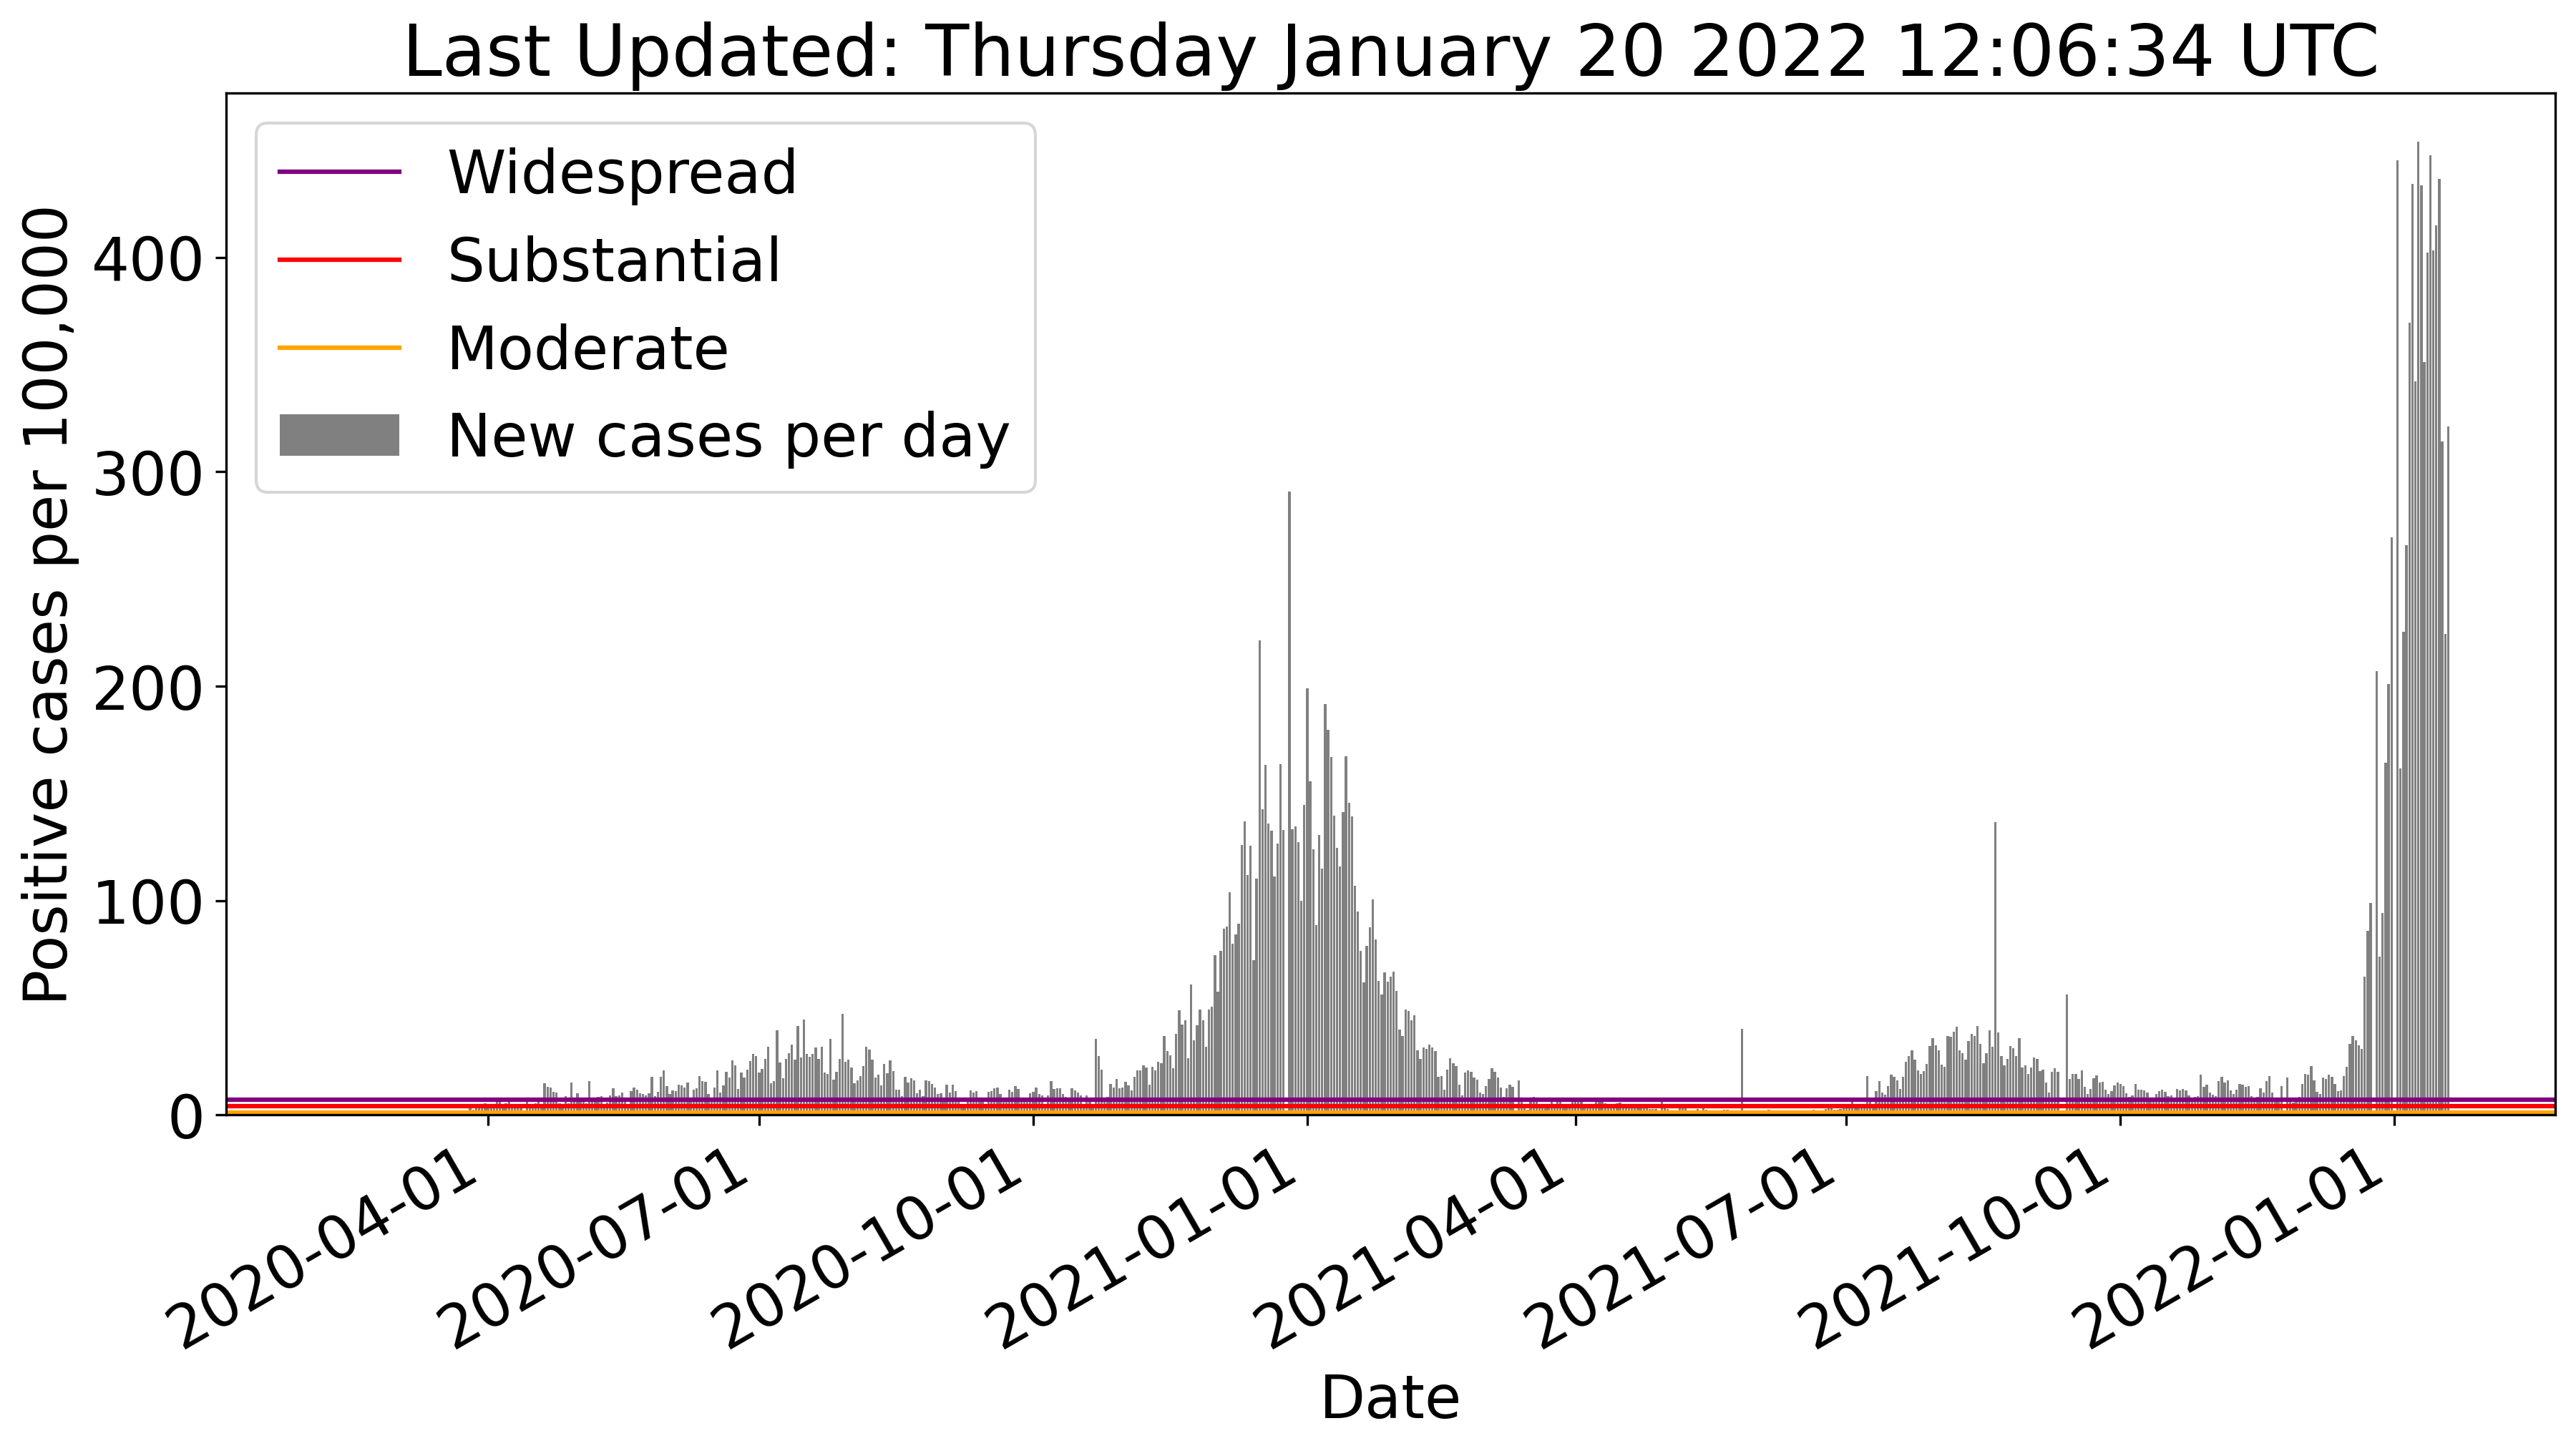 Last Updated: Thursday January 20 2022 12:06:34 UTC
Widespread
Substantial
Moderate
New cases per day
Positive cases per 100,000
400
300
200
100
0
2020-04-01
2020-07-01
2020-10-01
2021-01-01
2021-04-01
2021-07-01
2021-10-01
2022-01-01
Date